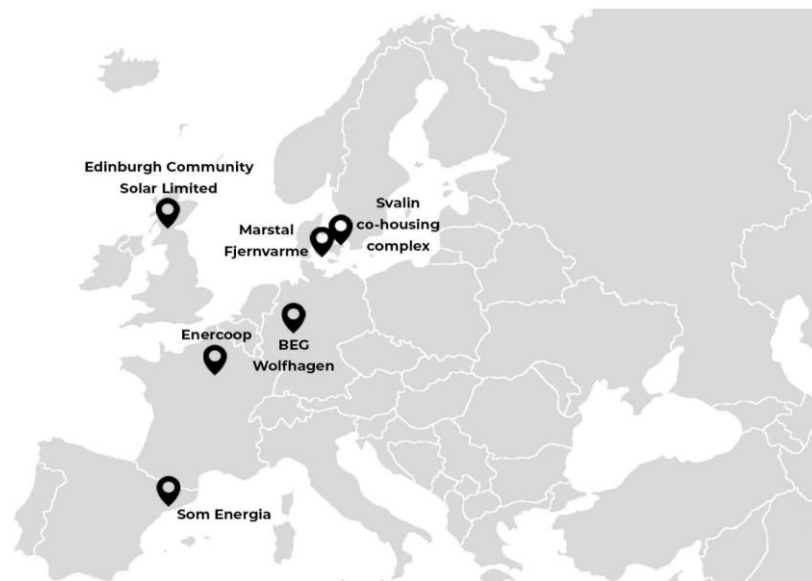 Edinburgh Community
Solar Limited
Svalin
co-housing
complex
Marstal
Fjernvarme
Enercoop
BEG
Wolfhagen
Som Energia